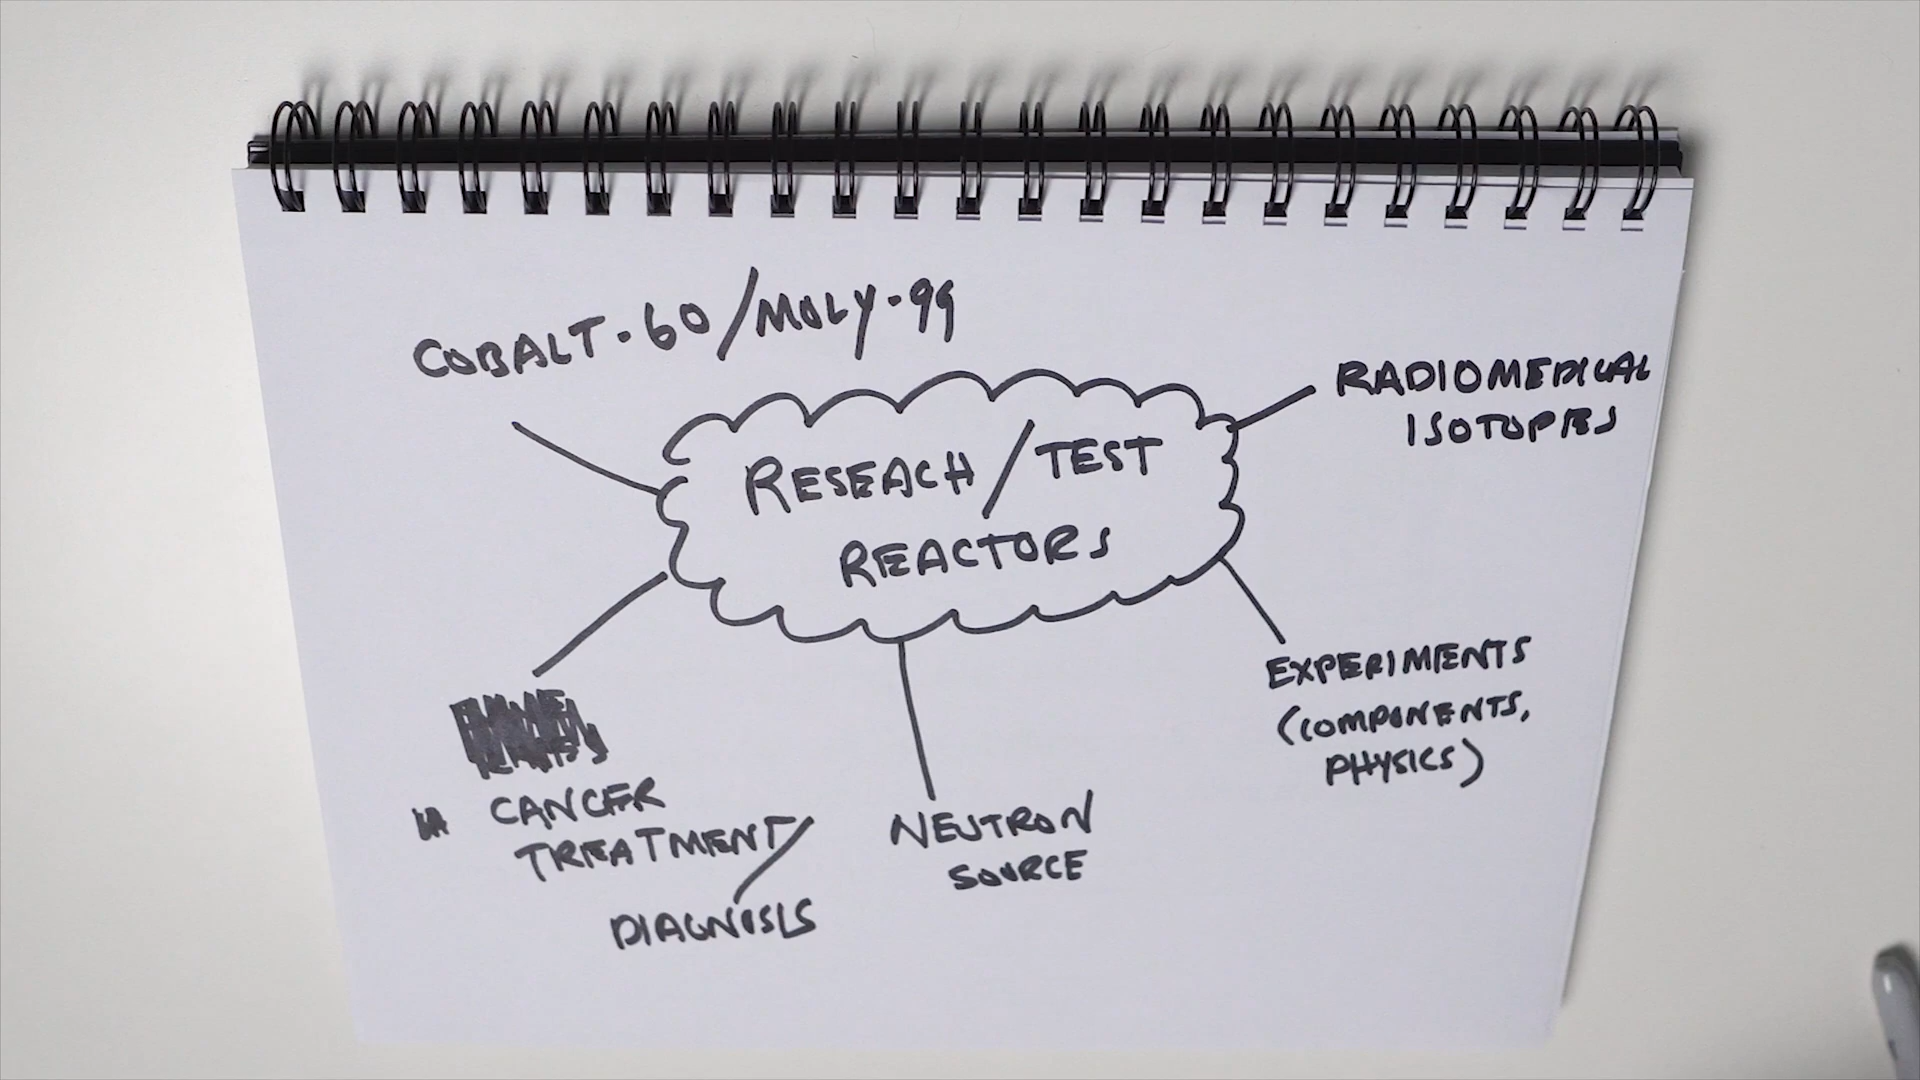 COBALT-60/MOLY-99
RADIOMEDICAL
ISOTOPES
RESEACH/TEST
REACTORS
EXPERIMENTS
(COMPONENTS,
PHYSICS)
CANCER
TREATMENT/
DIAGNOSIS
NEUTRON
SOURCE